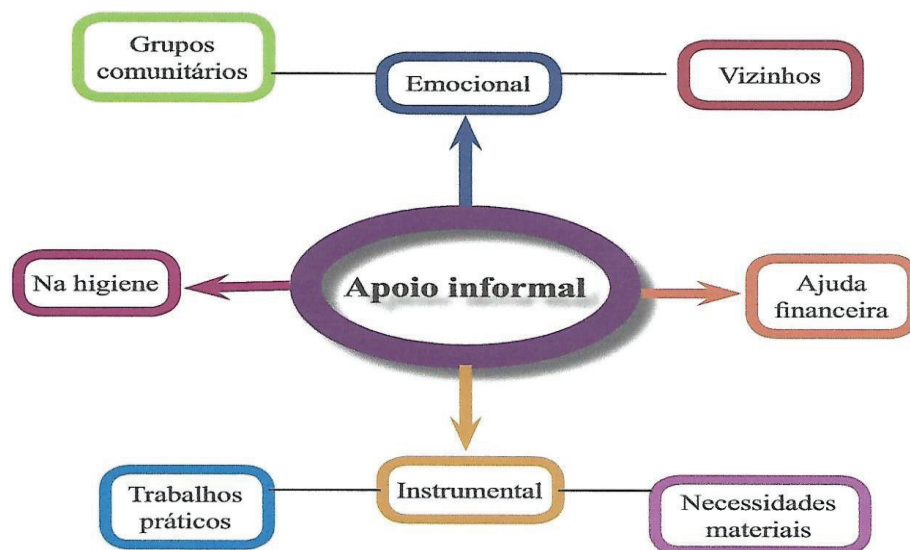 Grupos
comunitários
Emocional
Vizinhos
Na higiene
Apoio informal
Ajuda
financeira
Trabalhos
práticos
Instrumental
Necessidades
materiais